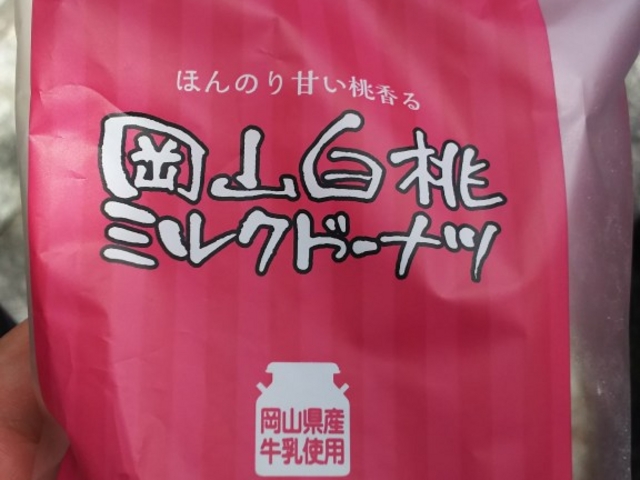 ほんのり甘い桃香る
岡山白桃
ミルクドーナツ
岡山県産
牛乳使用